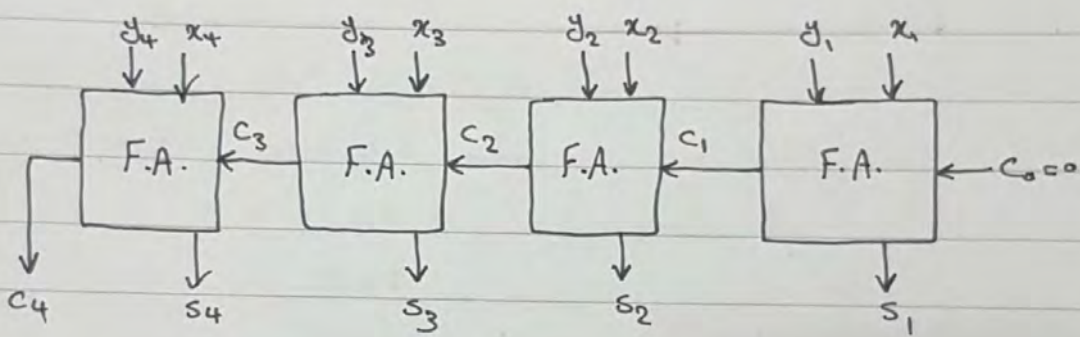 y₄ x₄ y₃ x₃ y₂ x₂ y₁ x₁
F.A. C₃ F.A. C₂ F.A. C₁ F.A. C₀=0
C₄ S₄ S₃ S₂ S₁